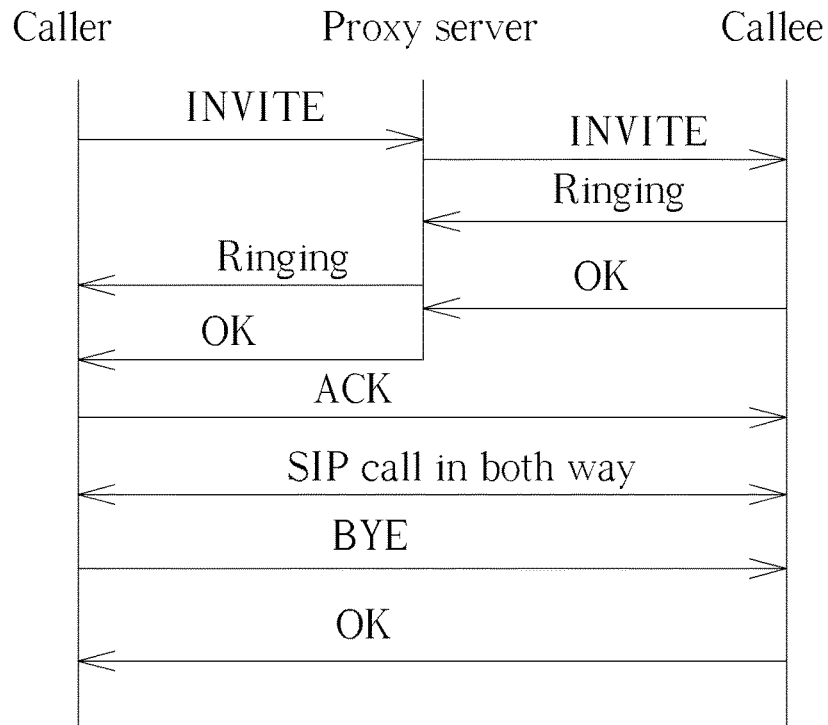 Caller Proxy server Callee
INVITE
INVITE
Ringing
Ringing
OK
OK
ACK
SIP call in both way
BYE
OK